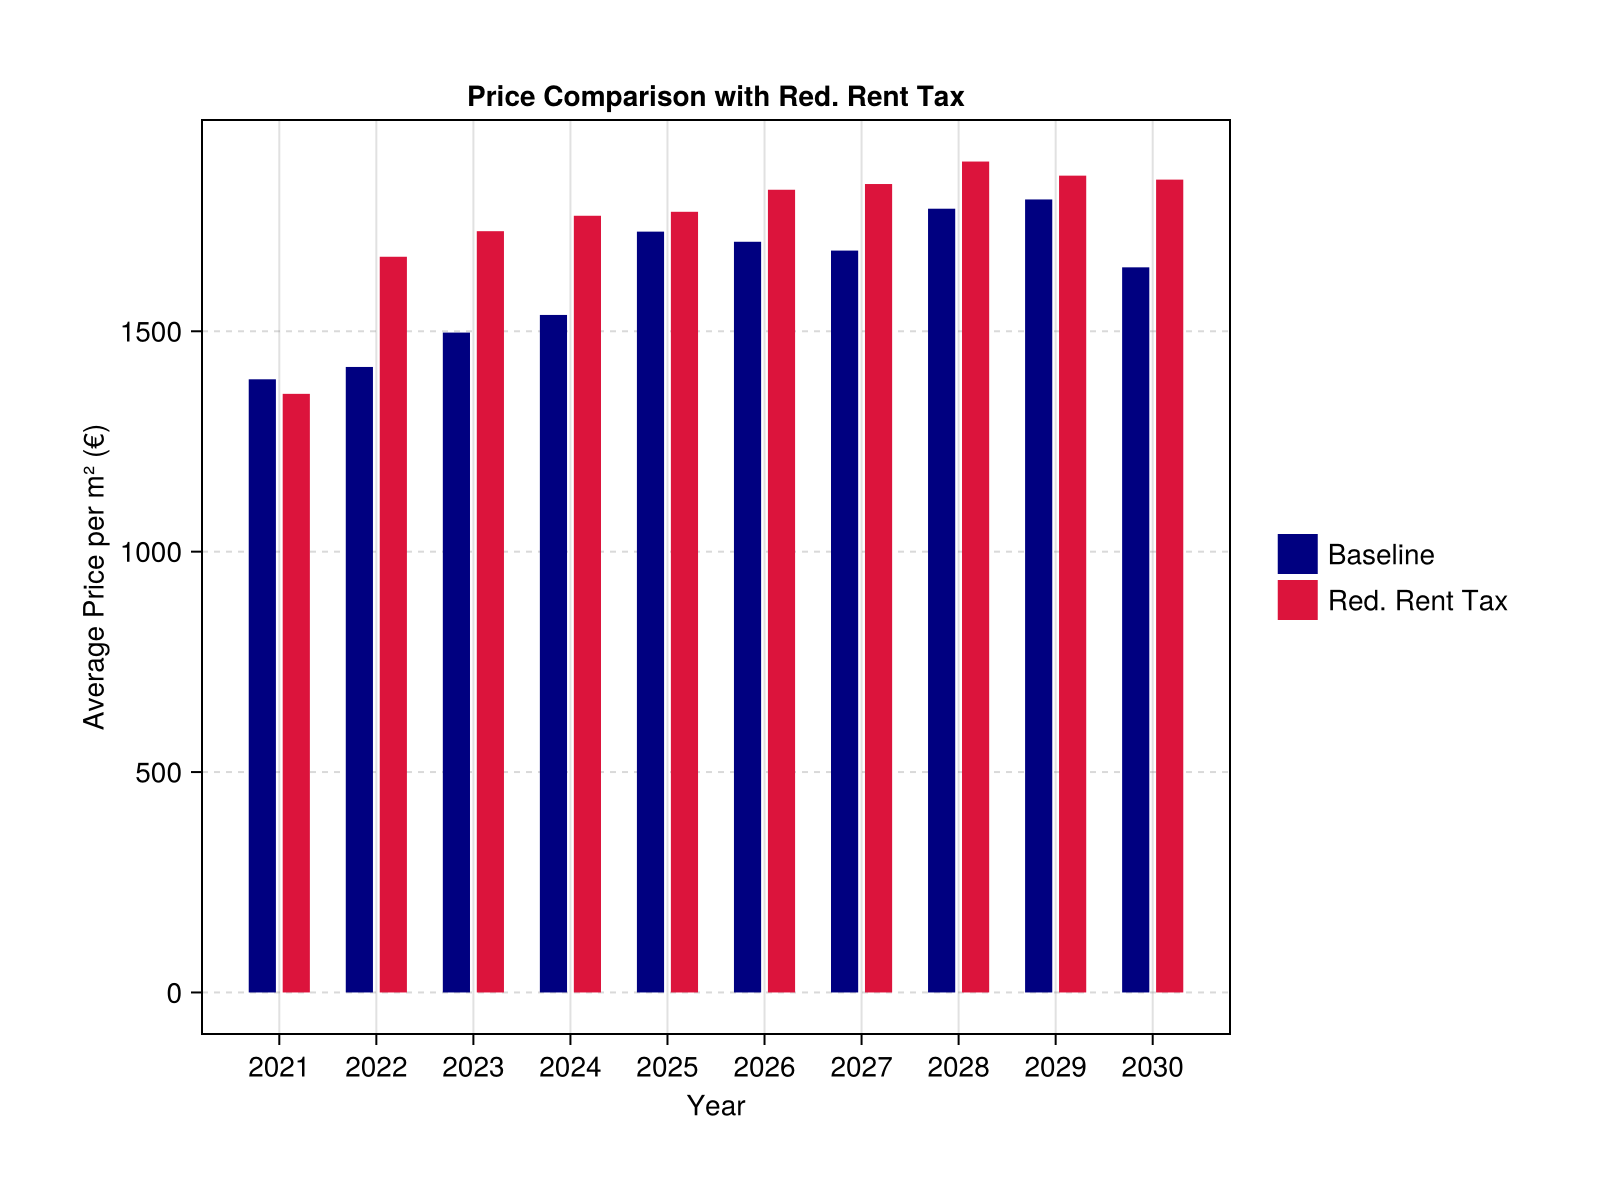 Price Comparison with Red. Rent Tax
Average Price per m² (€)
1500
1000
500
0
2021 2022 2023 2024 2025 2026 2027 2028 2029 2030
Year
Baseline
Red. Rent Tax